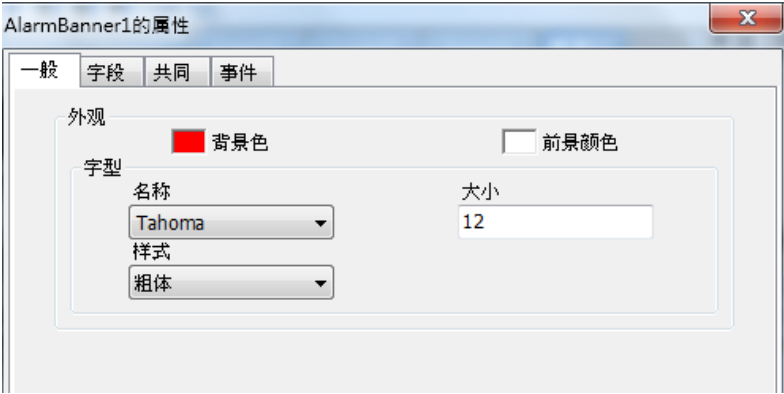 AlarmBanner1的属性
一般 字段 共同 事件
外观
背景色 前景颜色
字型
名称 大小
Tahoma 12
样式
粗体